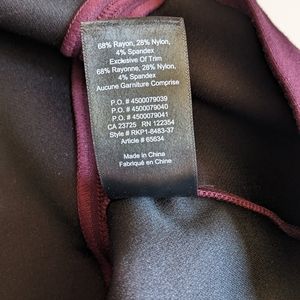 68% Rayon, 28% Nylon,
4% Spandex
Exclusive Of Trim
68% Rayonne, 28% Nylon,
4% Spandex
Aucune Garniture Comprise
P.O. # 4500079039
P.O. # 4500079040
P.O. # 4500079041
CA 23725 RN 122354
Style # RKP1-8483-37
Article # 65634
Made in China
Fabriqué en Chine